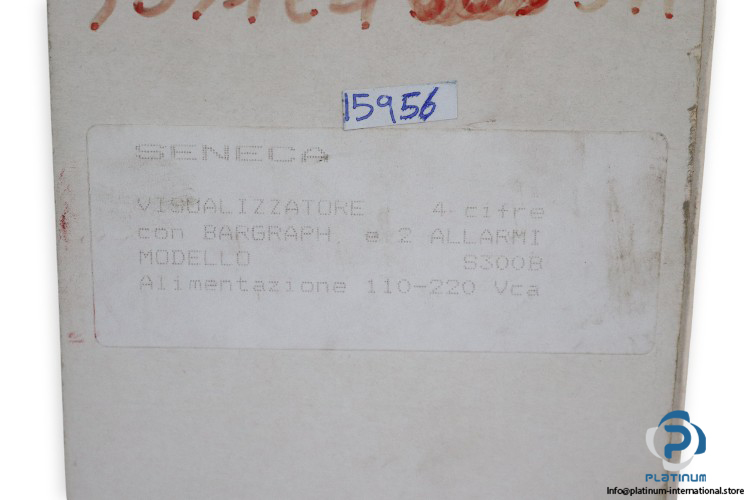 15956
SENECA
VISUALIZZATORE 4 cifre
con BARGRAPH e 2 ALLARMI
MODELLO S300B
Alimentazione 110-220 Vca
PLATINUM
Info@platinum-international.store